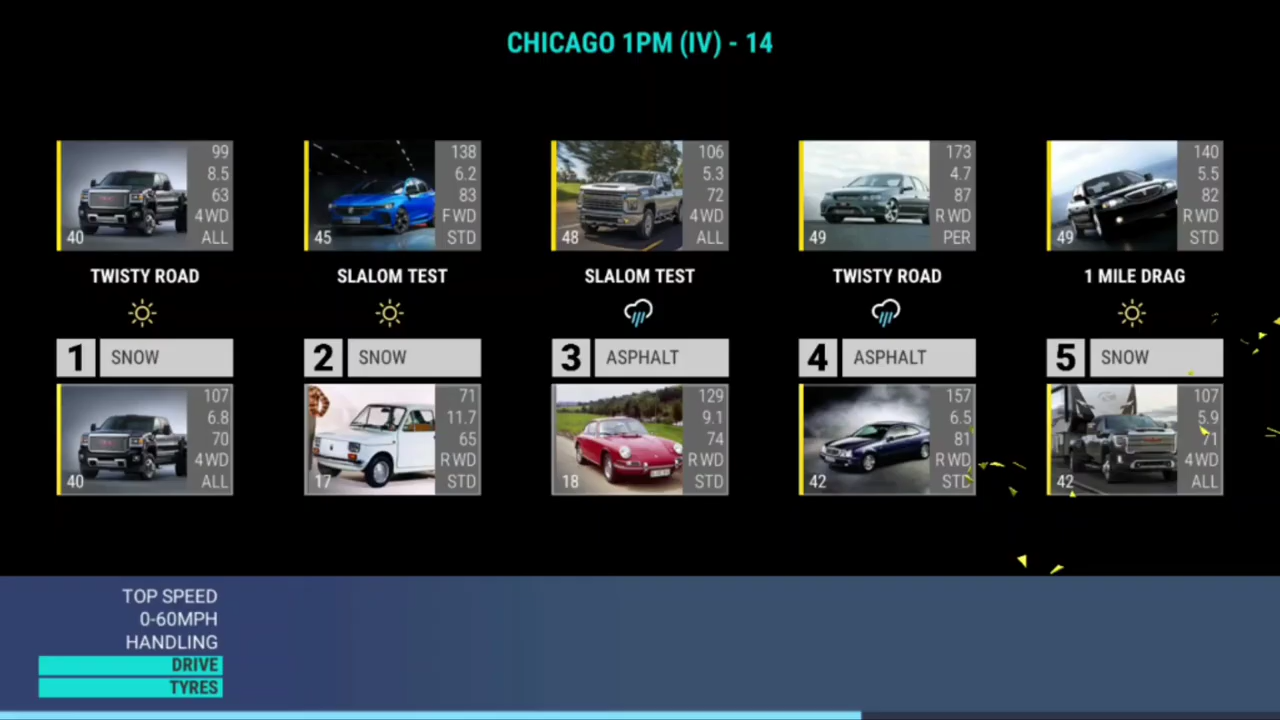 CHICAGO 1PM (IV) - 14
99
8.5
63
4WD
40 ALL
138
6.2
83
FWD
45 STD
106
5.3
72
4WD
48 ALL
173
4.7
87
RWD
49 PER
140
5.5
82
RWD
49 STD
TWISTY ROAD
SLALOM TEST
SLALOM TEST
TWISTY ROAD
1 MILE DRAG
1 SNOW
2 SNOW
3 ASPHALT
4 ASPHALT
5 SNOW
107
6.8
70
4WD
40 ALL
71
11.7
65
RWD
17 STD
129
9.1
74
RWD
18 STD
157
6.5
81
RWD
42 STD
107
5.9
71
4WD
42 ALL
TOP SPEED
0-60MPH
HANDLING
DRIVE
TYRES